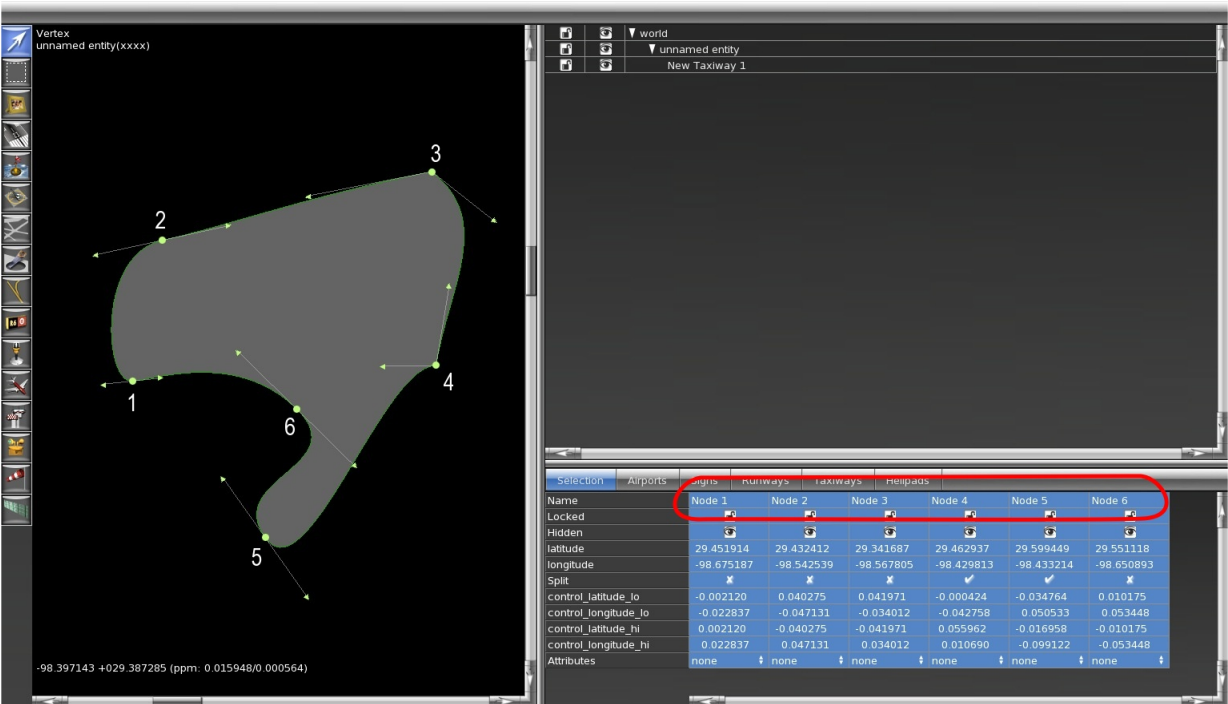 Vertex
unnamed entity(xxxx)
3
2
4
1
6
5
-98.397143 +029.387285 (ppm: 0.015948/0.000564)
world
unnamed entity
New Taxiway 1
Selection Airports Signs Runways Taxiways Helipads
Name Node 1 Node 2 Node 3 Node 4 Node 5 Node 6
Locked
Hidden
latitude 29.451914 29.432412 29.341687 29.462937 29.599449 29.551118
longitude -98.675187 -98.542539 -98.567805 -98.429813 -98.433214 -98.650893
Split
control_latitude_lo -0.002120 0.040275 0.041971 -0.000424 -0.034764 0.010175
control_longitude_lo -0.022837 -0.047131 -0.034012 -0.042758 0.050533 0.053448
control_latitude_hi 0.002120 -0.040275 -0.041971 0.055962 -0.016958 -0.010175
control_longitude_hi 0.022837 0.047131 0.034012 0.010690 -0.099122 -0.053448
Attributes none none none none none none